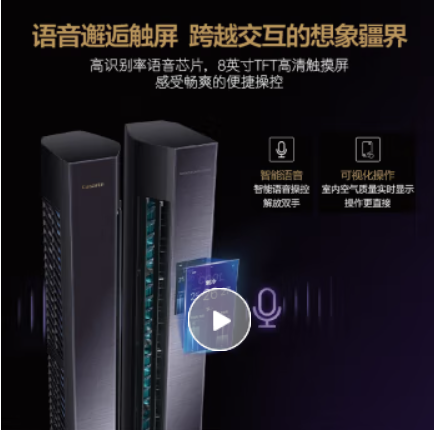 语音邂逅触屏 跨越交互的想象疆界
高识别率语音芯片，8英寸TFT高清触摸屏
感受畅爽的便捷操控
智能语音
智能语音操控
解放双手
可视化操作
室内空气质量实时显示
操作更直接